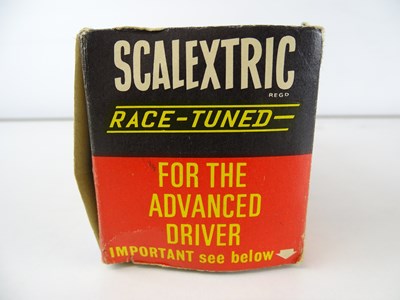 SCALEXTRIC
REGD
RACE-TUNED
FOR THE
ADVANCED
DRIVER
IMPORTANT see below